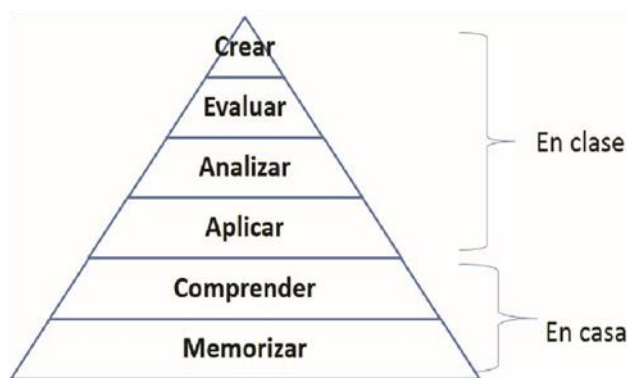 Crear
Evaluar
Analizar
En clase
Aplicar
Comprender
En casa
Memorizar